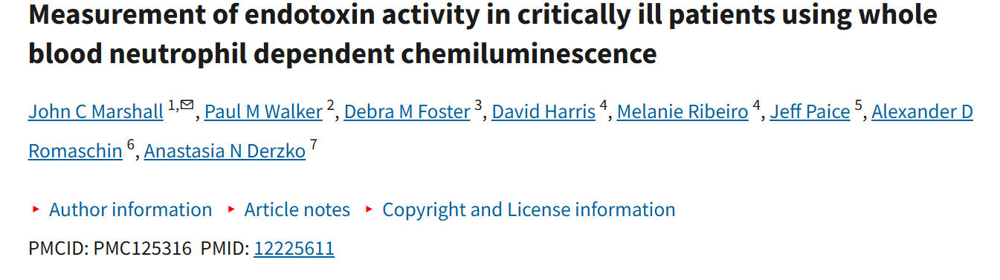 Measurement of endotoxin activity in critically ill patients using whole
blood neutrophil dependent chemiluminescence
John C Marshall 1,✉, Paul M Walker 2, Debra M Foster 3, David Harris 4, Melanie Ribeiro 4, Jeff Paice 5, Alexander D
Romaschin 6, Anastasia N Derzko 7
▸ Author information ▸ Article notes ▸ Copyright and License information
PMCID: PMC125316 PMID: 12225611